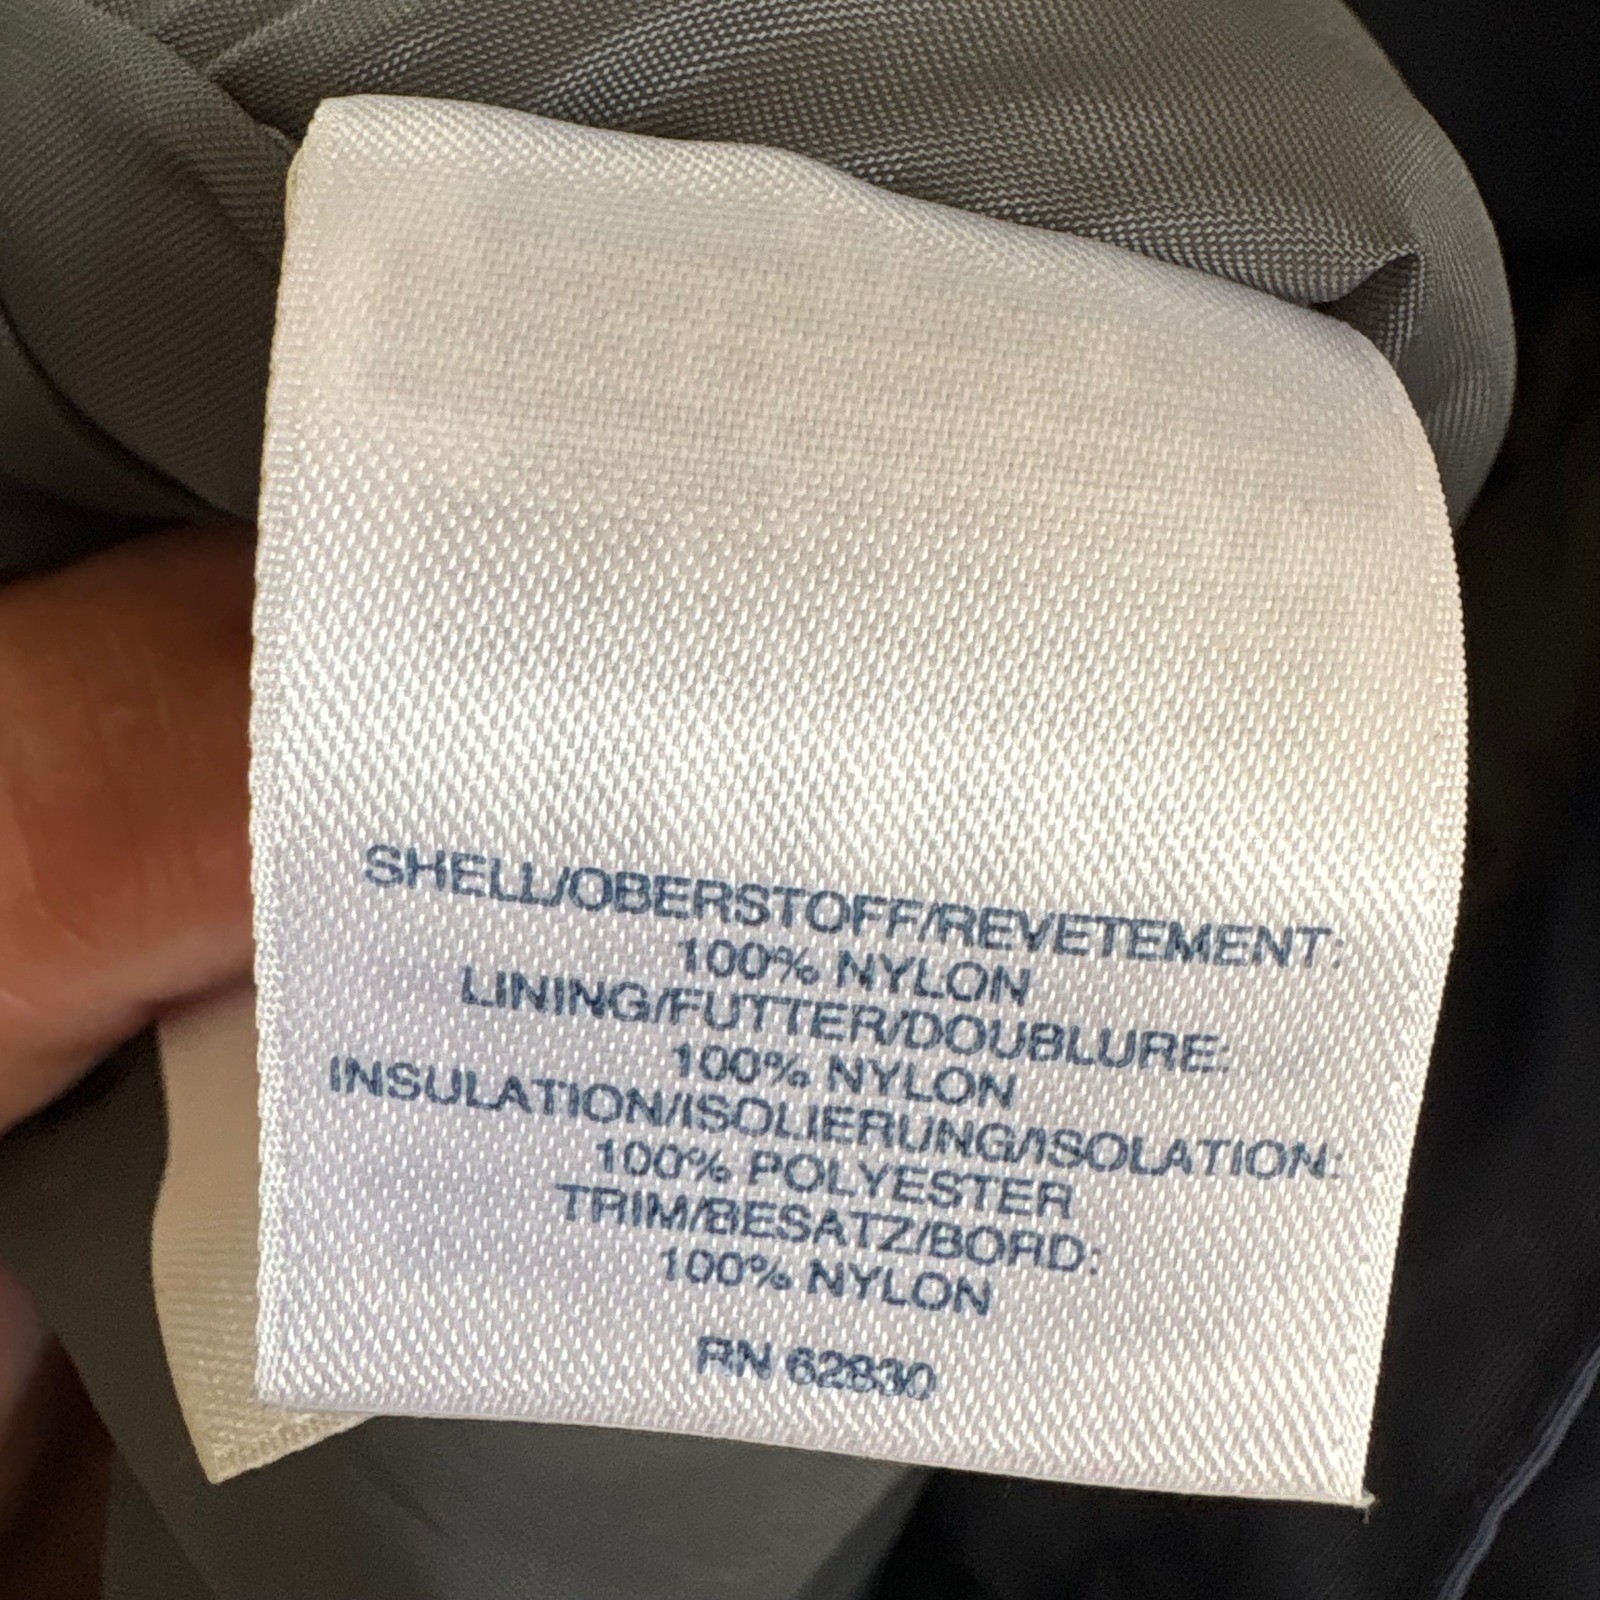 SHELL/OBERSTOFF/REVETEMENT:
100% NYLON
LINING/FUTTER/DOUBLURE:
100% NYLON
INSULATION/ISOLIERUNG/ISOLATION:
100% POLYESTER
TRIM/BESATZ/BORD:
100% NYLON
RN 62830